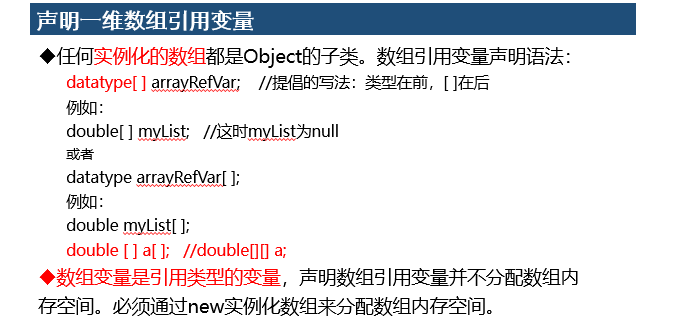 声明一维数组引用变量
◆任何实例化的数组都是Object的子类。数组引用变量声明语法：
datatype[ ] arrayRefVar; //提倡的写法：类型在前，[ ]在后
例如：
double[ ] myList; //这时myList为null
或者
datatype arrayRefVar[ ];
例如：
double myList[ ];
double [ ] a[ ]; //double[][] a;
◆数组变量是引用类型的变量，声明数组引用变量并不分配数组内
存空间。必须通过new实例化数组来分配数组内存空间。